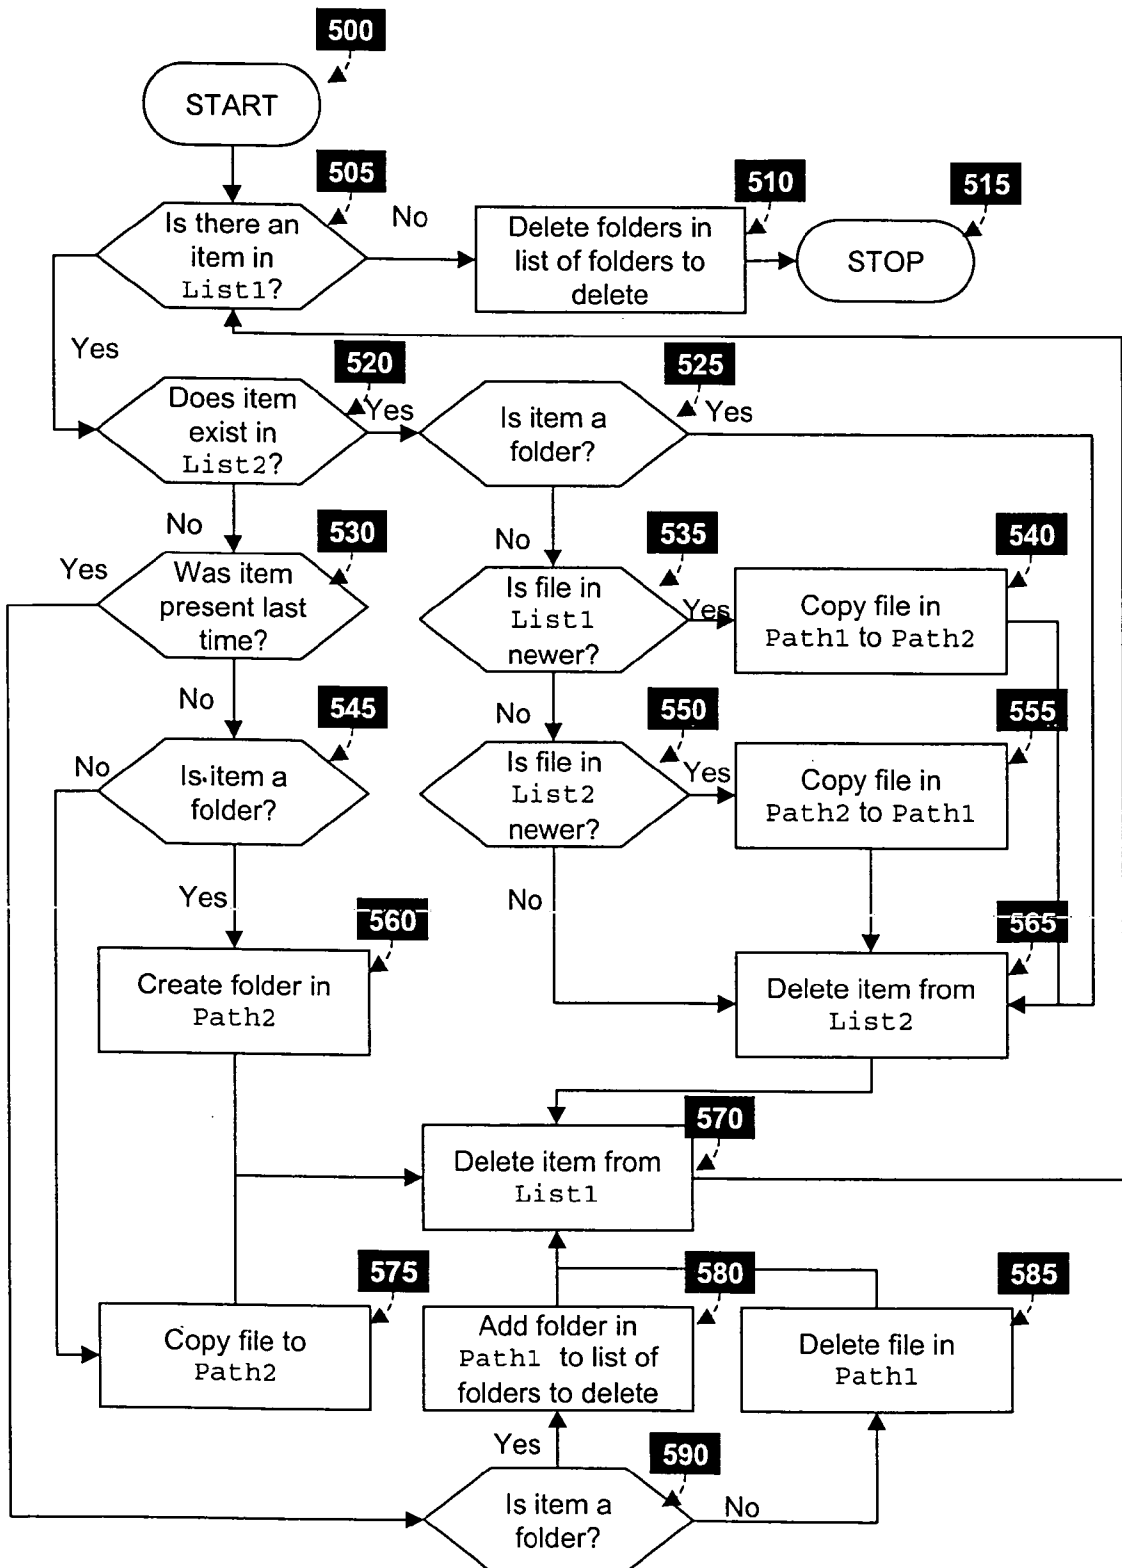 500
START
505
Is there an
item in
List1?
No
510
Delete folders in
list of folders to
delete
515
STOP
Yes
520
Does item
exist in
List2?
Yes
525
Is item a
folder?
Yes
No
530
Was item
present last
time?
Yes
No
535
Is file in
List1
newer?
Yes
540
Copy file in
Path1 to Path2
No
545
Is item a
folder?
No
No
550
Is file in
List2
newer?
Yes
555
Copy file in
Path2 to Path1
Yes
560
Create folder in
Path2
No
565
Delete item from
List2
570
Delete item from
List1
575
Copy file to
Path2
580
Add folder in
Path1 to list of
folders to delete
585
Delete file in
Path1
Yes
590
Is item a
folder?
No